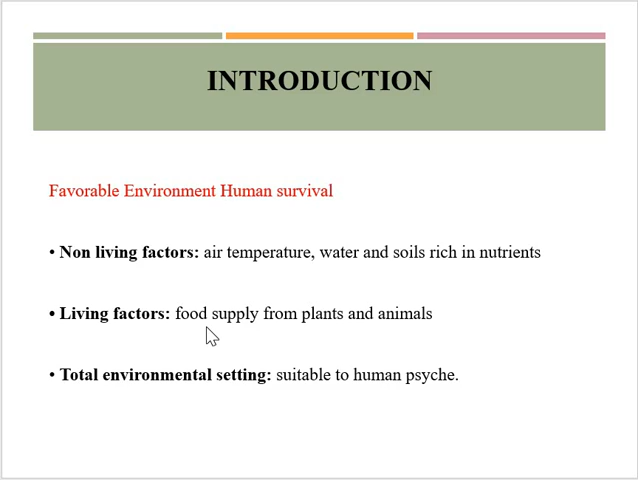 INTRODUCTION
Favorable Environment Human survival
• Non living factors: air temperature, water and soils rich in nutrients
• Living factors: food supply from plants and animals
• Total environmental setting: suitable to human psyche.